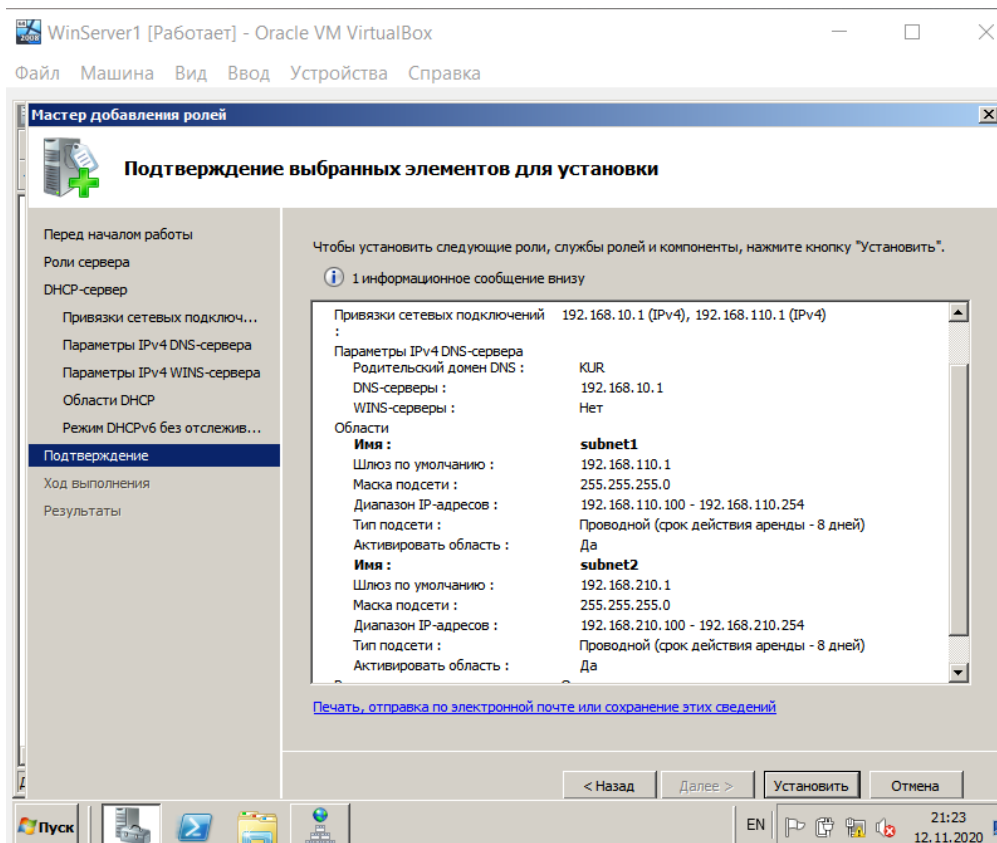 WinServer1 [Работает] - Oracle VM VirtualBox
Файл Машина Вид Ввод Устройства Справка
Мастер добавления ролей
Подтверждение выбранных элементов для установки
Перед началом работы
Роли сервера
DHCP-сервер
Привязки сетевых подключ...
Параметры IPv4 DNS-сервера
Параметры IPv4 WINS-сервера
Области DHCP
Режим DHCPv6 без отслежив...
Подтверждение
Ход выполнения
Результаты
Чтобы установить следующие роли, службы ролей и компоненты, нажмите кнопку "Установить".
1 информационное сообщение внизу
Привязки сетевых подключений : 192.168.10.1 (IPv4), 192.168.110.1 (IPv4)
Параметры IPv4 DNS-сервера
Родительский домен DNS : KUR
DNS-серверы : 192.168.10.1
WINS-серверы : Нет
Области
Имя : subnet1
Шлюз по умолчанию : 192.168.110.1
Маска подсети : 255.255.255.0
Диапазон IP-адресов : 192.168.110.100 - 192.168.110.254
Тип подсети : Проводной (срок действия аренды - 8 дней)
Активировать область : Да
Имя : subnet2
Шлюз по умолчанию : 192.168.210.1
Маска подсети : 255.255.255.0
Диапазон IP-адресов : 192.168.210.100 - 192.168.210.254
Тип подсети : Проводной (срок действия аренды - 8 дней)
Активировать область : Да
Печать, отправка по электронной почте или сохранение этих сведений
< Назад Далее > Установить Отмена
Пуск
EN
21:23
12.11.2020